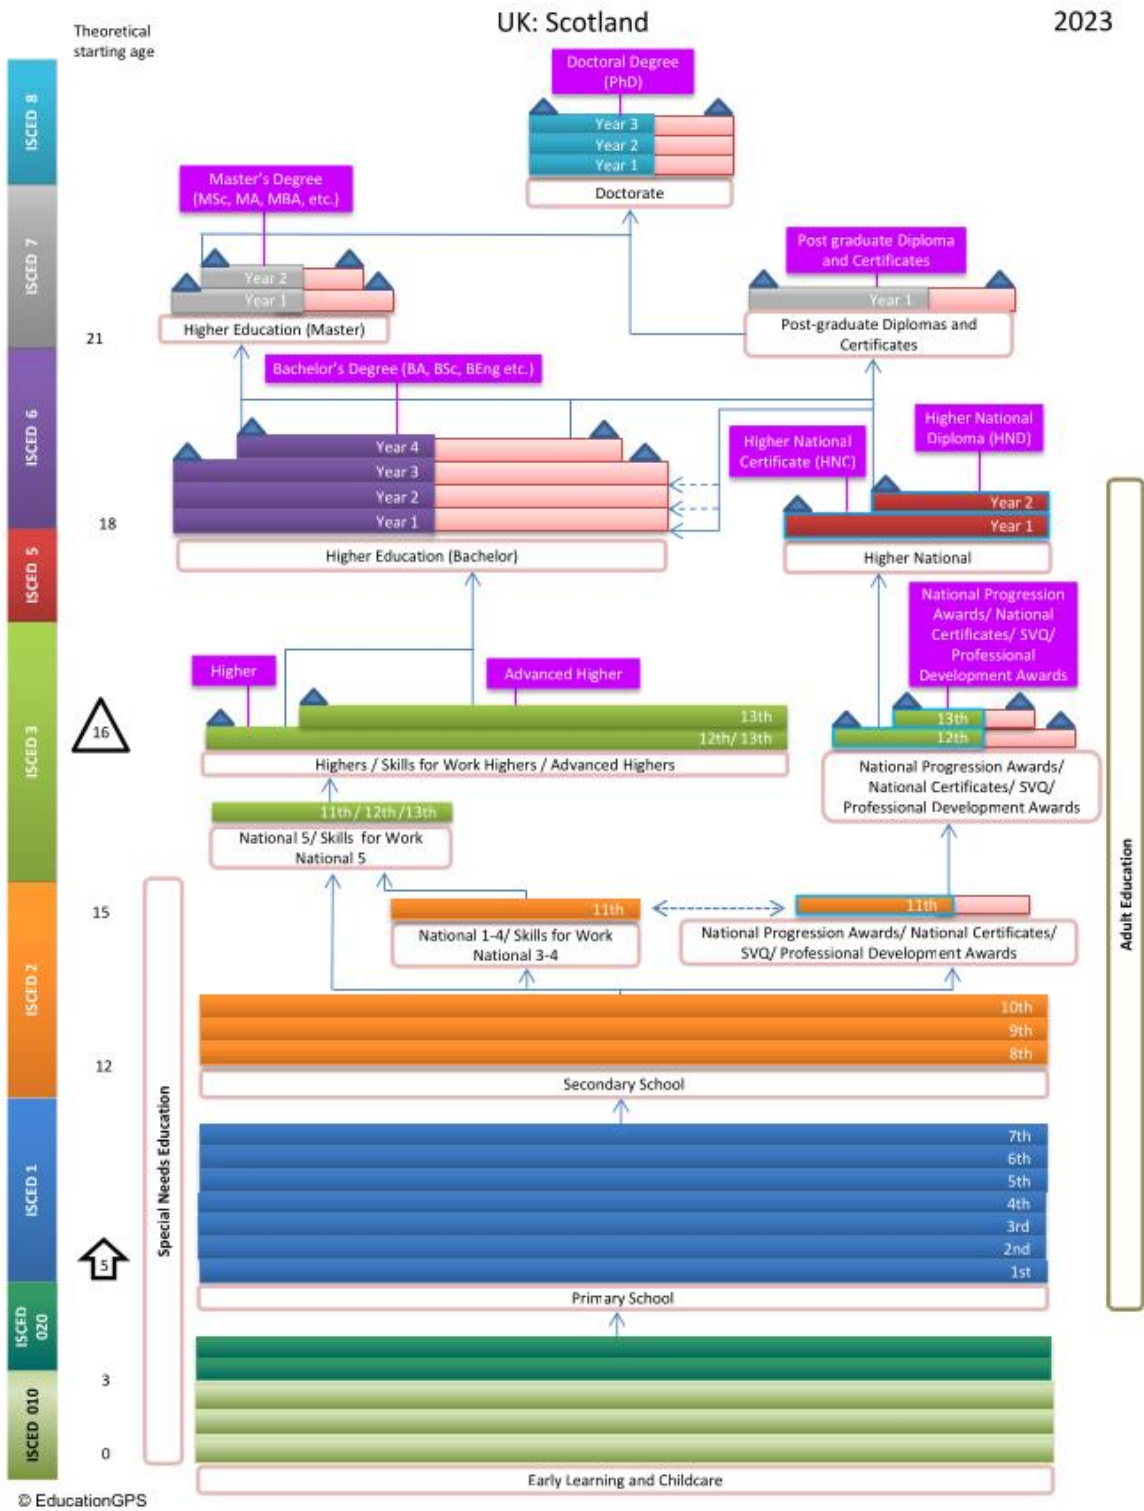 UK: Scotland
2023
Theoretical
starting age
Doctoral Degree
(PhD)
ISCED 8
Year 3
Year 2
Year 1
Doctorate
Master's Degree
(MSc, MA, MBA, etc.)
Post graduate Diploma
and Certificates
ISCED 7
Year 2
Year 1
Year 1
Higher Education (Master)
Post-graduate Diplomas and
Certificates
21
Bachelor's Degree (BA, BSc, BEng etc.)
Higher National
Diploma (HND)
Higher National
Certificate (HNC)
ISCED 6
Year 4
Year 3
Year 2
Year 1
Year 2
Year 1
18
Higher Education (Bachelor)
Higher National
ISCED 5
National Progression
Awards/ National
Certificates/ SVQ/
Professional
Development Awards
Higher
Advanced Higher
ISCED 3
16
13th
12th/ 13th
13th
12th
Highers / Skills for Work Highers / Advanced Highers
National Progression Awards/
National Certificates/ SVQ/
Professional Development Awards
11th / 12th /13th
National 5/ Skills for Work
National 5
Adult Education
15
11th
11th
National 1-4/ Skills for Work
National 3-4
National Progression Awards/ National Certificates/
SVQ/ Professional Development Awards
ISCED 2
10th
9th
8th
12
Secondary School
Special Needs Education
ISCED 1
7th
6th
5th
4th
3rd
2nd
1st
5
Primary School
ISCED
020
3
ISCED 010
0
Early Learning and Childcare
© EducationGPS